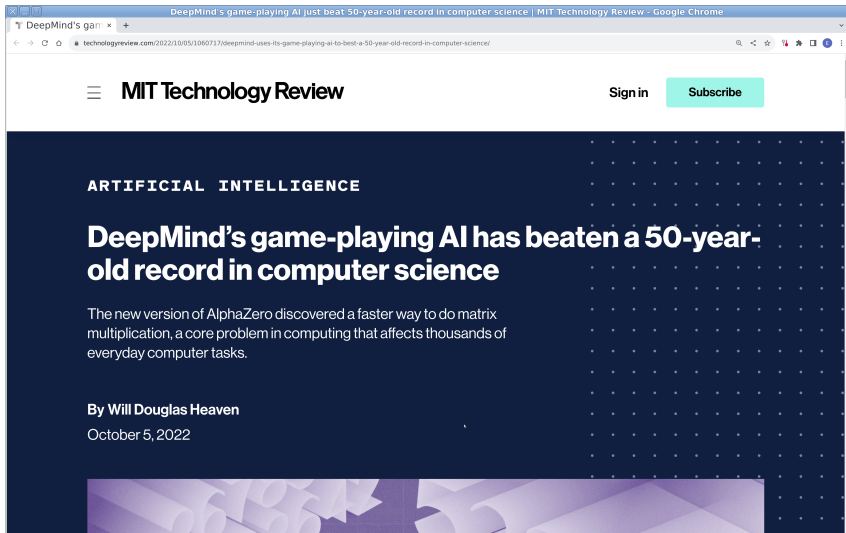 DeepMind's game-playing AI just beat 50-year-old record in computer science | MIT Technology Review - Google Chrome
DeepMind's gam
technologyreview.com/2022/10/05/1060717/deepmind-uses-its-game-playing-ai-to-best-a-50-year-old-record-in-computer-science/
MIT Technology Review
Sign in
Subscribe
ARTIFICIAL INTELLIGENCE
DeepMind’s game-playing AI has beaten a 50-year-
old record in computer science
The new version of AlphaZero discovered a faster way to do matrix
multiplication, a core problem in computing that affects thousands of
everyday computer tasks.
By Will Douglas Heaven
October 5, 2022